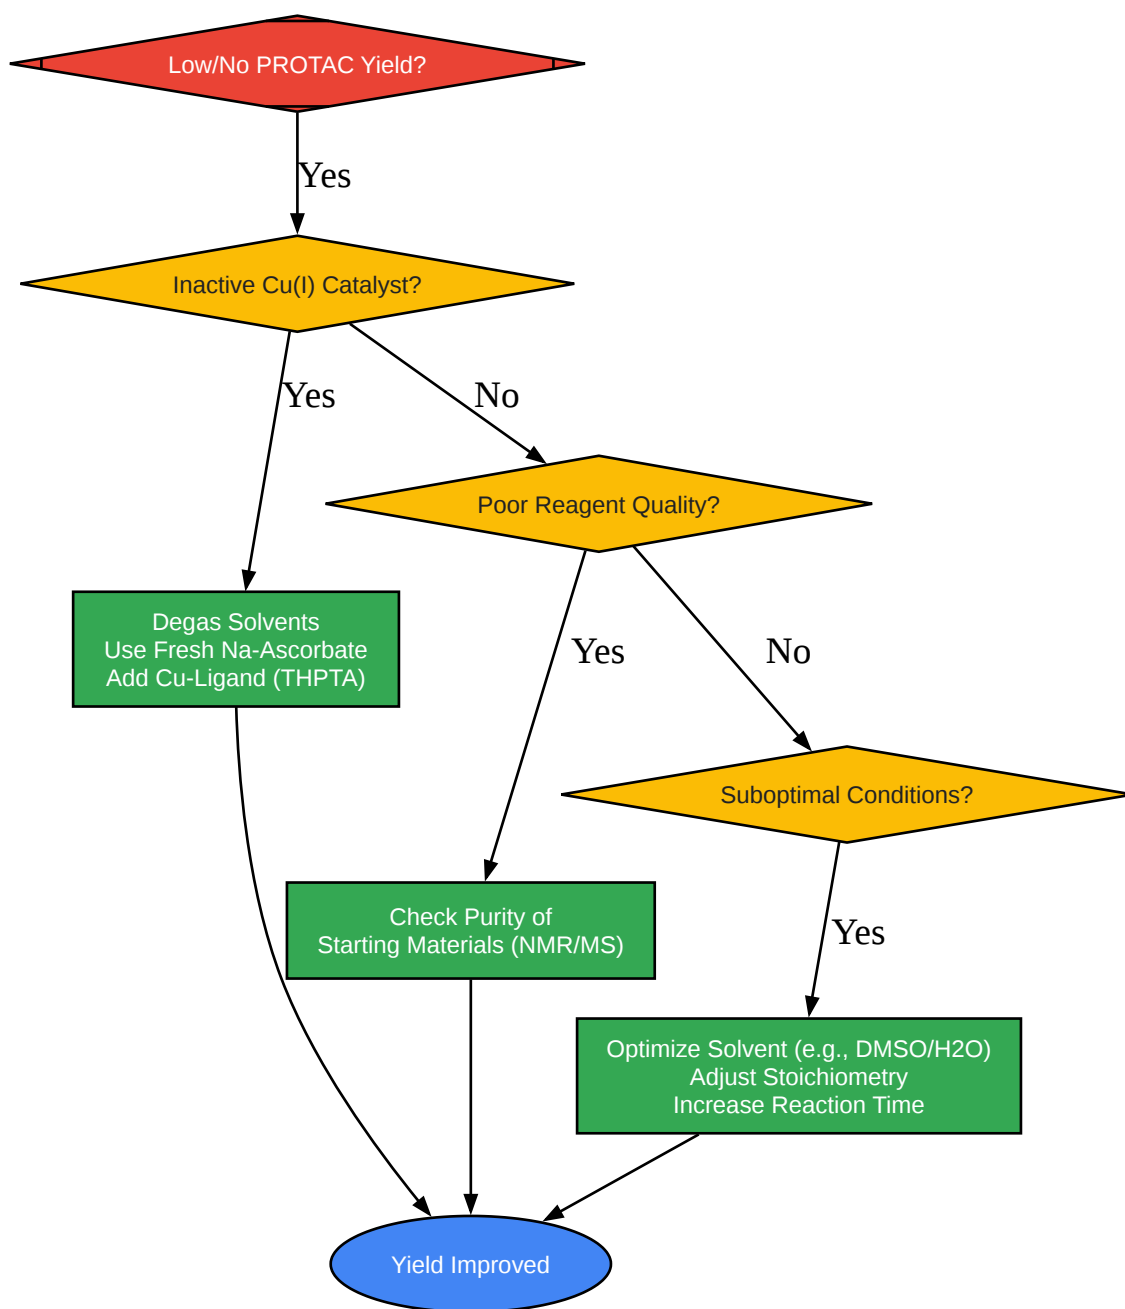 Low/No PROTAC Yield?
Yes
Inactive Cu(I) Catalyst?
Yes
No
Poor Reagent Quality?
Degas Solvents
Use Fresh Na-Ascorbate
Add Cu-Ligand (THPTA)
Yes
No
Suboptimal Conditions?
Check Purity of
Starting Materials (NMR/MS)
Yes
Optimize Solvent (e.g., DMSO/H2O)
Adjust Stoichiometry
Increase Reaction Time
Yield Improved